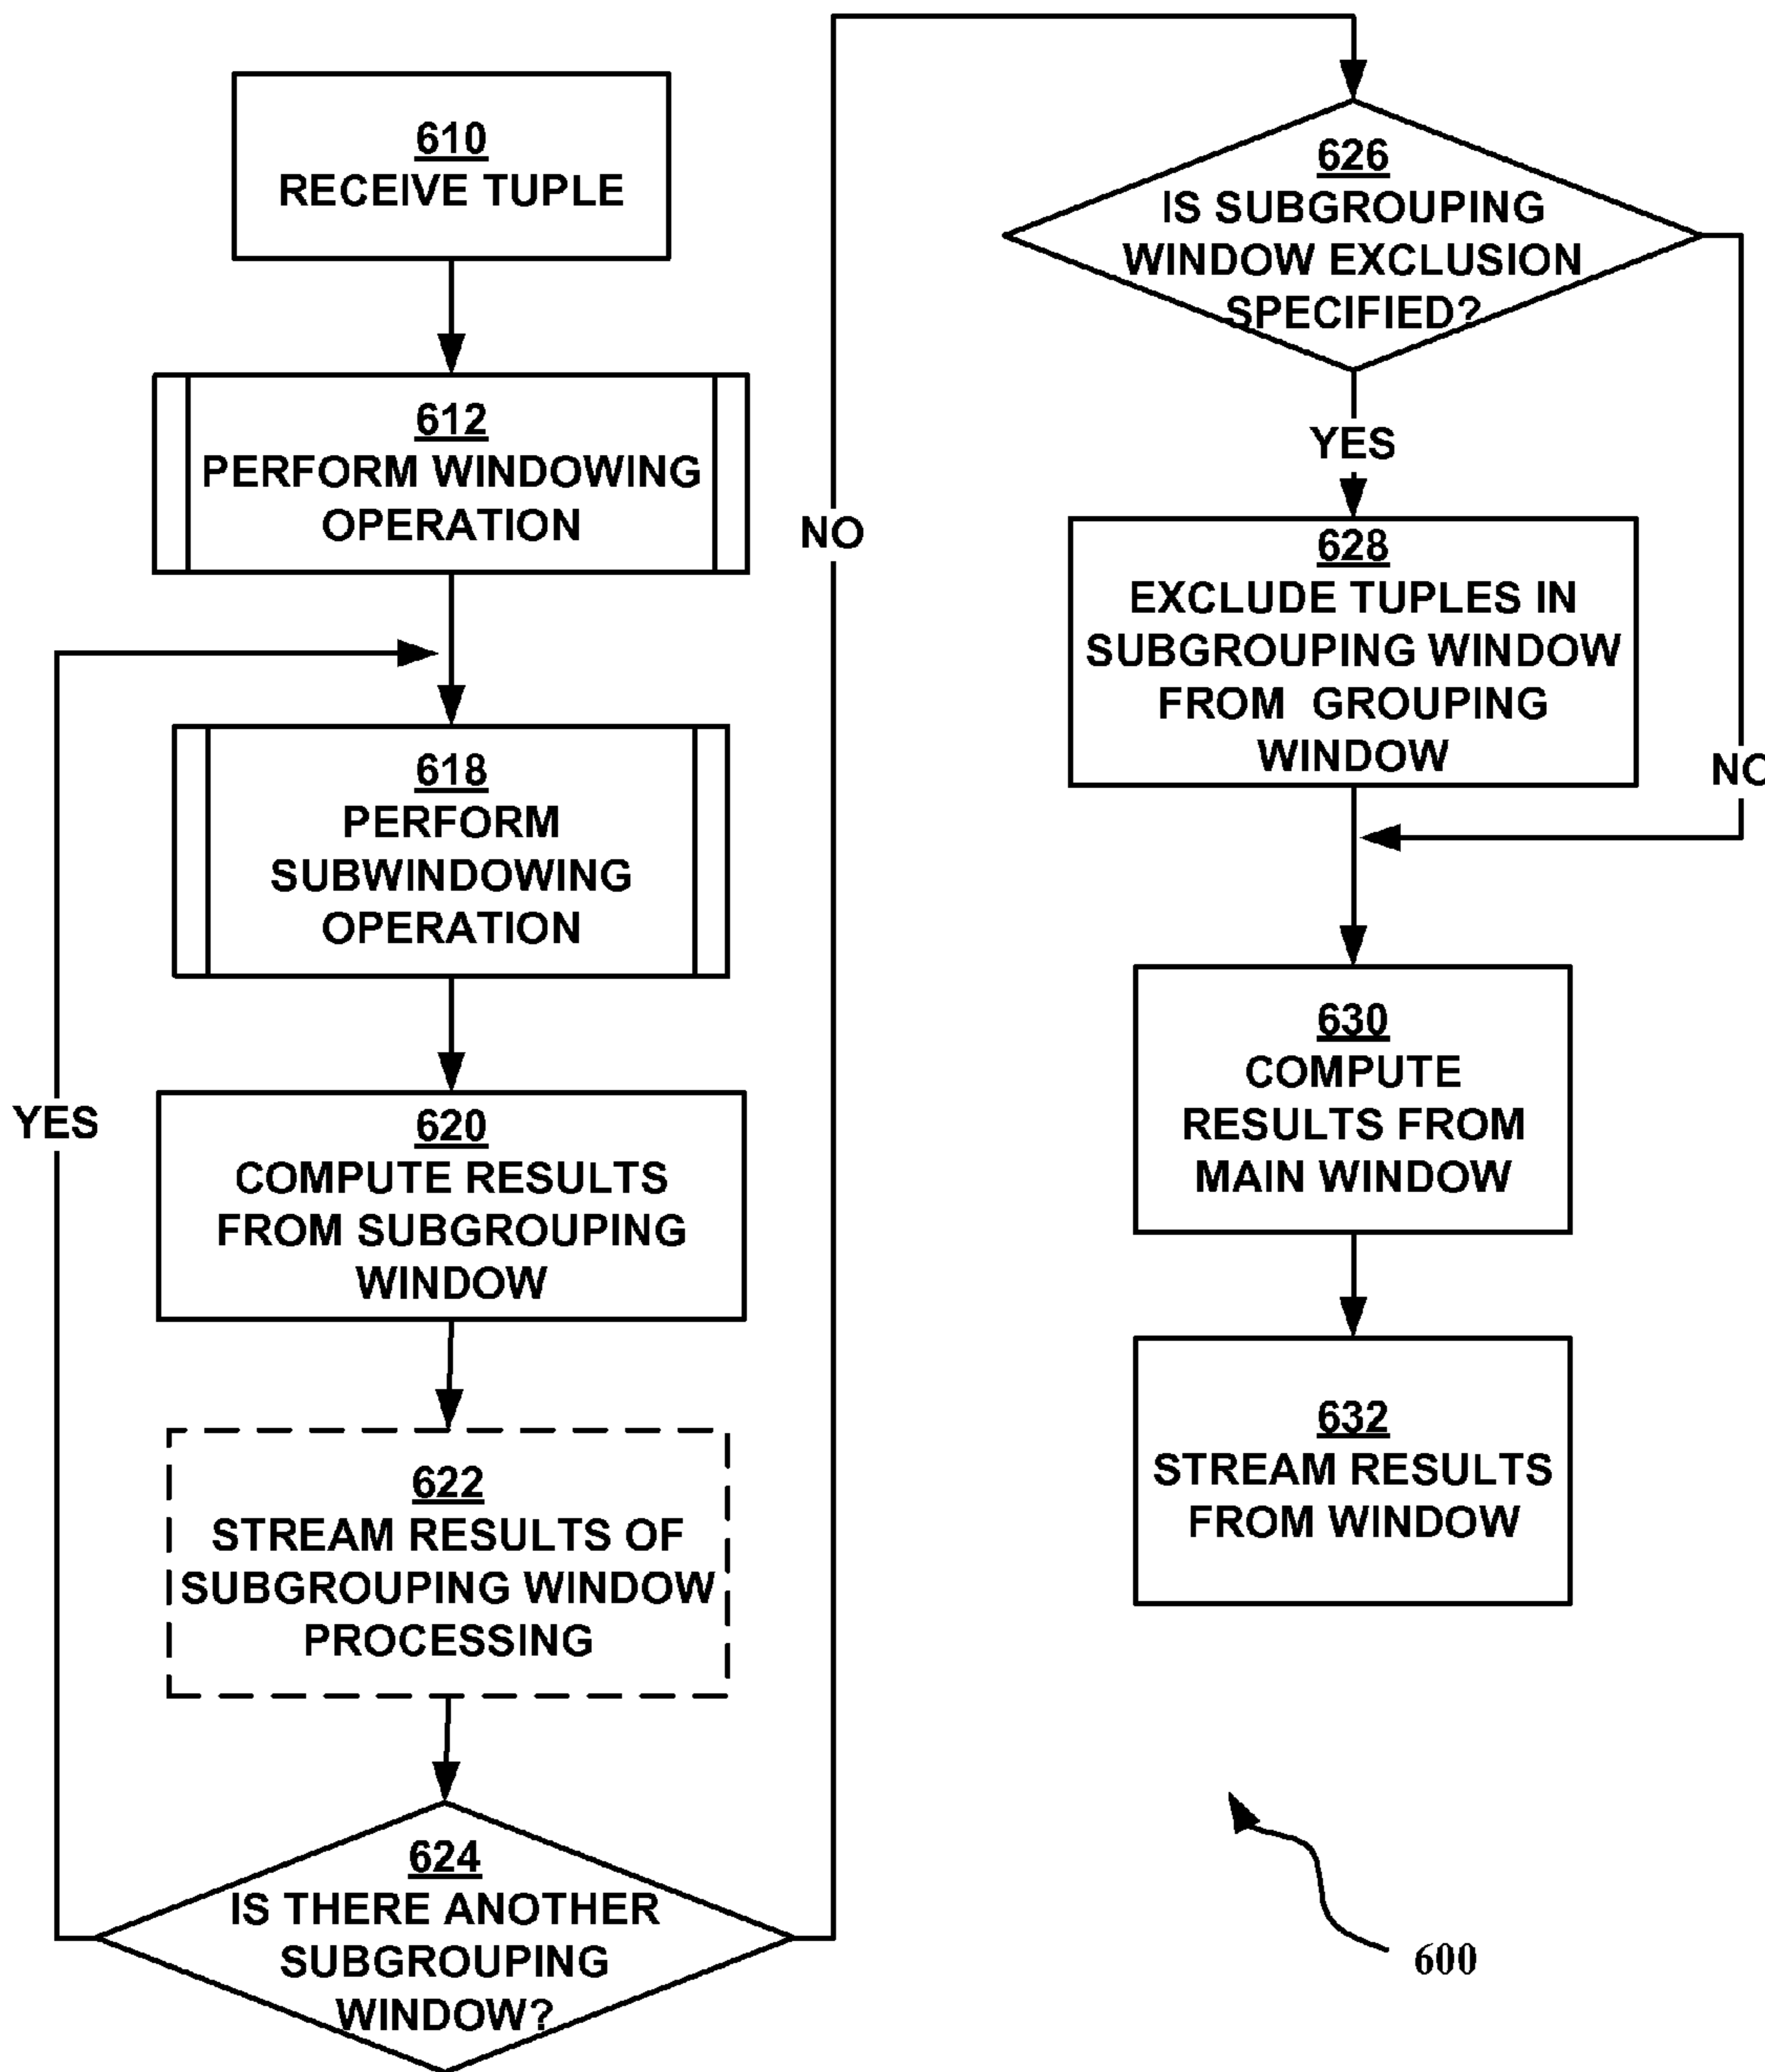 610
RECEIVE TUPLE
612
PERFORM WINDOWING
OPERATION
618
PERFORM
SUBWINDOWING
OPERATION
620
COMPUTE RESULTS
FROM SUBGROUPING
WINDOW
622
STREAM RESULTS OF
SUBGROUPING WINDOW
PROCESSING
624
IS THERE ANOTHER
SUBGROUPING
WINDOW?
YES
NO
626
IS SUBGROUPING
WINDOW EXCLUSION
SPECIFIED?
YES
NO
628
EXCLUDE TUPLES IN
SUBGROUPING WINDOW
FROM GROUPING
WINDOW
630
COMPUTE
RESULTS FROM
MAIN WINDOW
632
STREAM RESULTS
FROM WINDOW
600